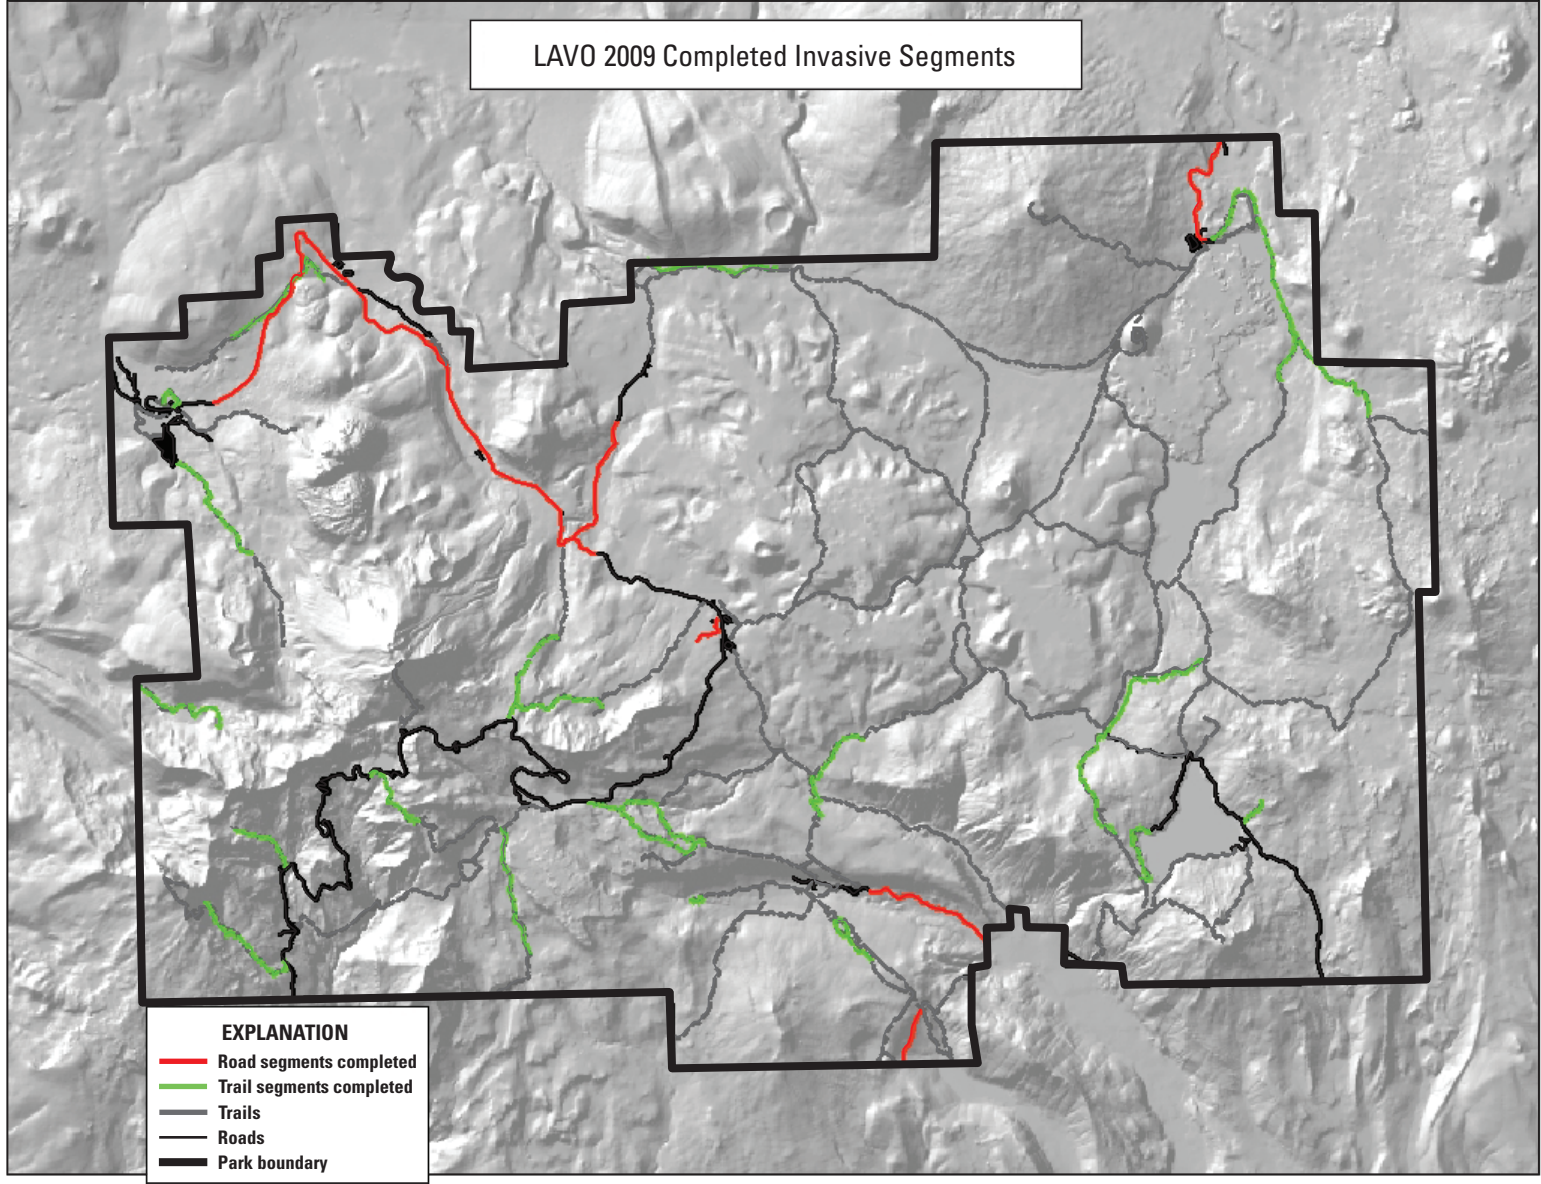 LAVO 2009 Completed Invasive Segments
EXPLANATION
Road segments completed
Trail segments completed
Trails
Roads
Park boundary